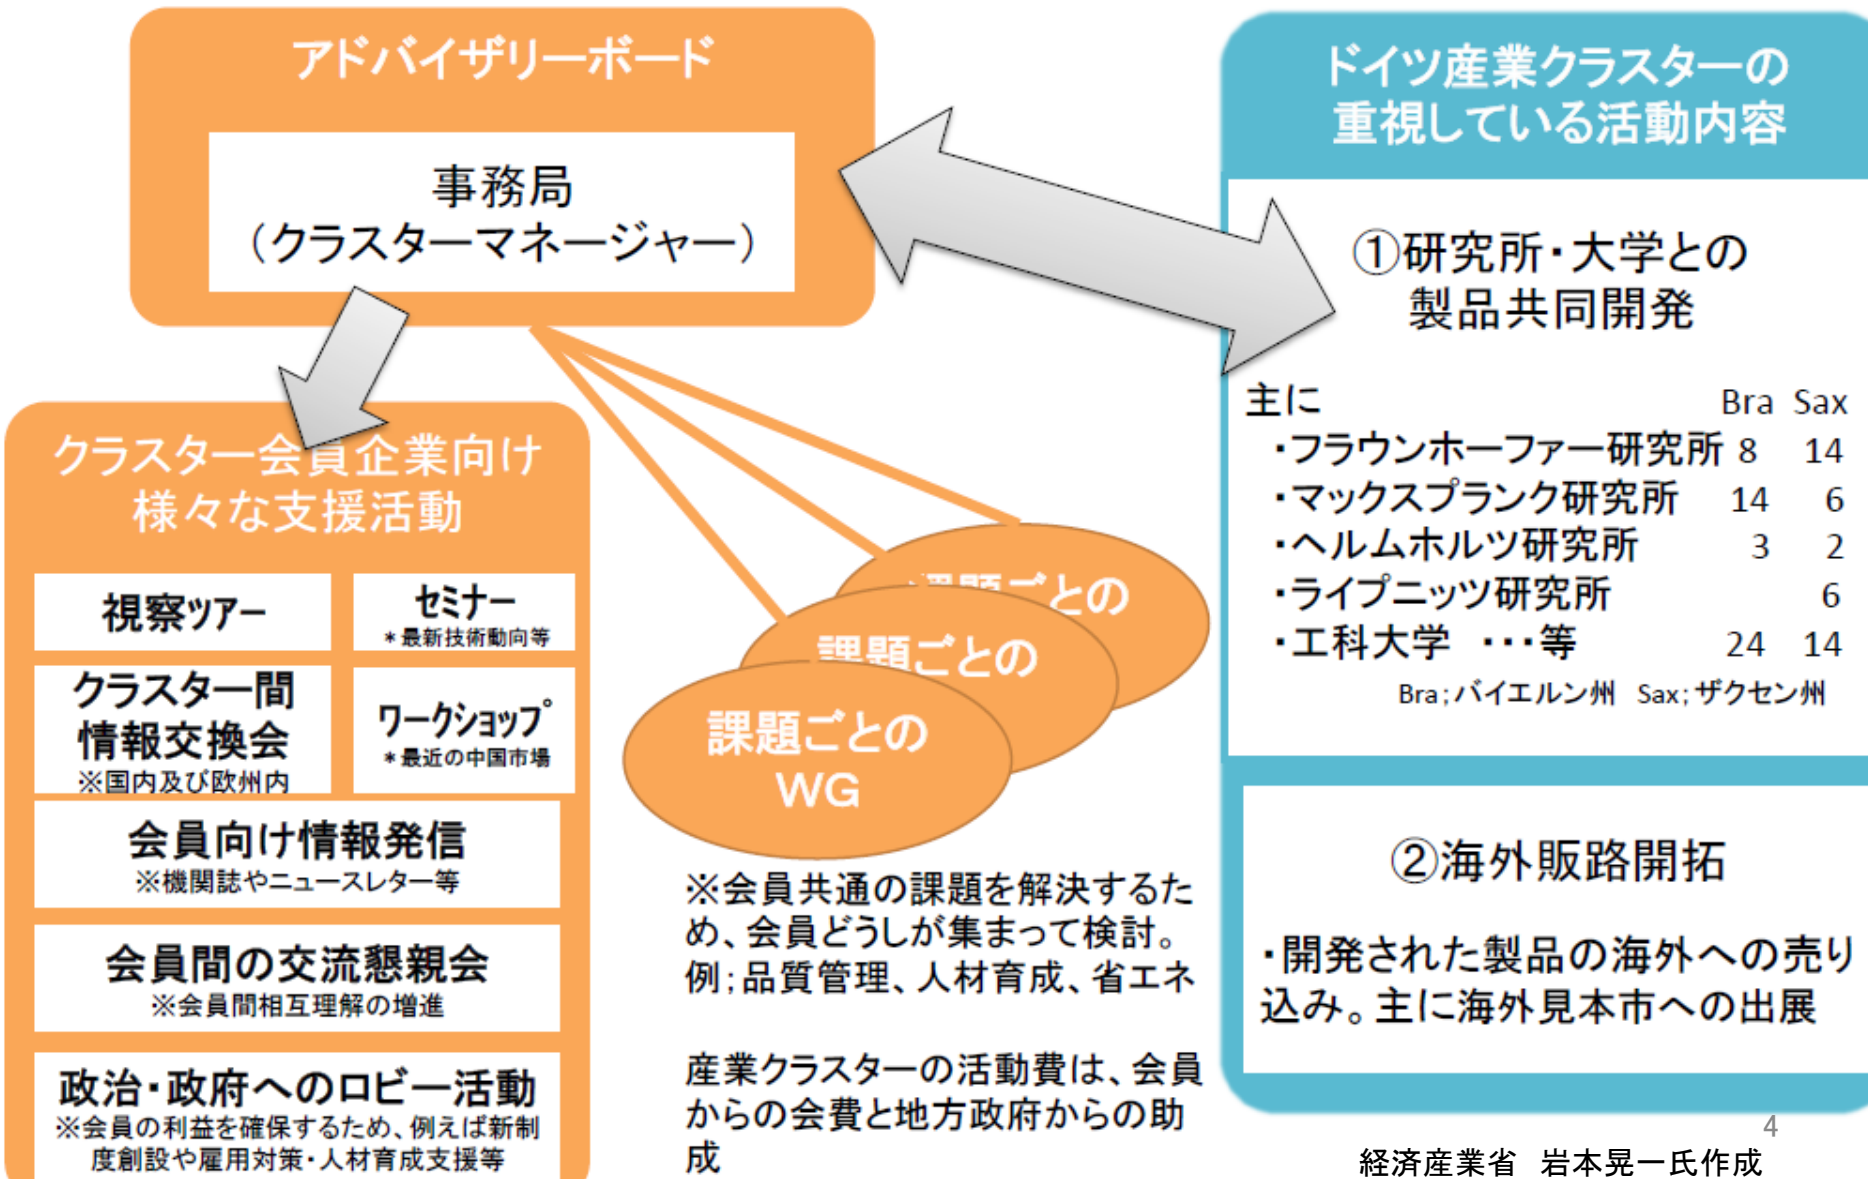 アドバイザリーボード
事務局
（クラスターマネージャー）
クラスター会員企業向け
様々な支援活動
視察ツアー
セミナー
＊最新技術動向等
クラスター間
情報交換会
※国内及び欧州内
ワークショップ
＊最近の中国市場
会員向け情報発信
※機関誌やニュースレター等
会員間の交流懇親会
※会員間相互理解の増進
政治・政府へのロビー活動
※会員の利益を確保するため、例えば新制
度創設や雇用対策・人材育成支援等
課題ごとの
課題ごとの
課題ごとの
WG
※会員共通の課題を解決するた
め、会員どうしが集まって検討。
例；品質管理、人材育成、省エネ
産業クラスターの活動費は、会員
からの会費と地方政府からの助
成
ドイツ産業クラスターの
重視している活動内容
①研究所・大学との
製品共同開発
主に Bra Sax
・フラウンホーファー研究所 8 14
・マックスプランク研究所 14 6
・ヘルムホルツ研究所 3 2
・ライプニッツ研究所 6
・工科大学 ・・・等 24 14
Bra；バイエルン州 Sax；ザクセン州
②海外販路開拓
・開発された製品の海外への売り
込み。主に海外見本市への出展
4
経済産業省 岩本晃一氏作成